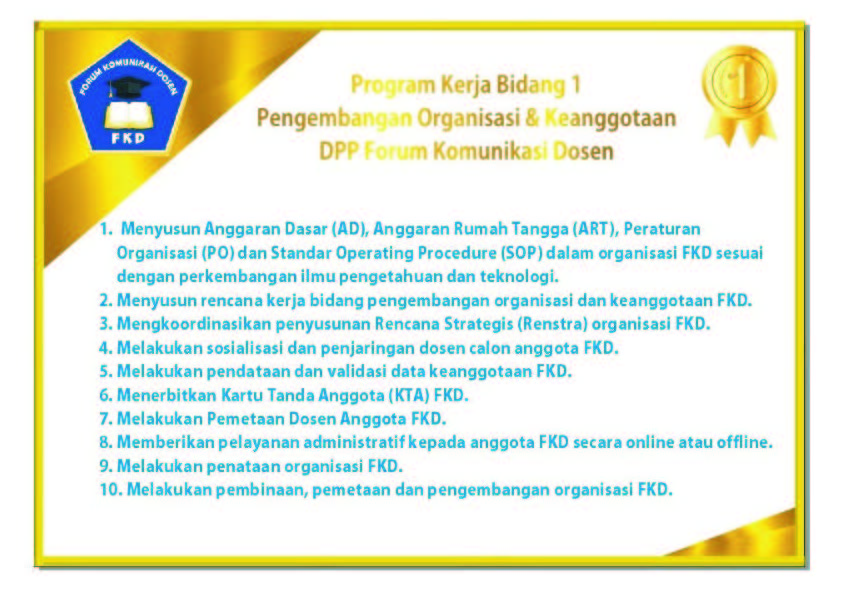 FORUM KOMUNIKASI DOSEN
FKD
1
Program Kerja Bidang 1
Pengembangan Organisasi & Keanggotaan
DPP Forum Komunikasi Dosen
1. Menyusun Anggaran Dasar (AD), Anggaran Rumah Tangga (ART), Peraturan
Organisasi (PO) dan Standar Operating Procedure (SOP) dalam organisasi FKD sesuai
dengan perkembangan ilmu pengetahuan dan teknologi.
2. Menyusun rencana kerja bidang pengembangan organisasi dan keanggotaan FKD.
3. Mengkoordinasikan penyusunan Rencana Strategis (Renstra) organisasi FKD.
4. Melakukan sosialisasi dan penjaringan dosen calon anggota FKD.
5. Melakukan pendataan dan validasi data keanggotaan FKD.
6. Menerbitkan Kartu Tanda Anggota (KTA) FKD.
7. Melakukan Pemetaan Dosen Anggota FKD.
8. Memberikan pelayanan administratif kepada anggota FKD secara online atau offline.
9. Melakukan penataan organisasi FKD.
10. Melakukan pembinaan, pemetaan dan pengembangan organisasi FKD.